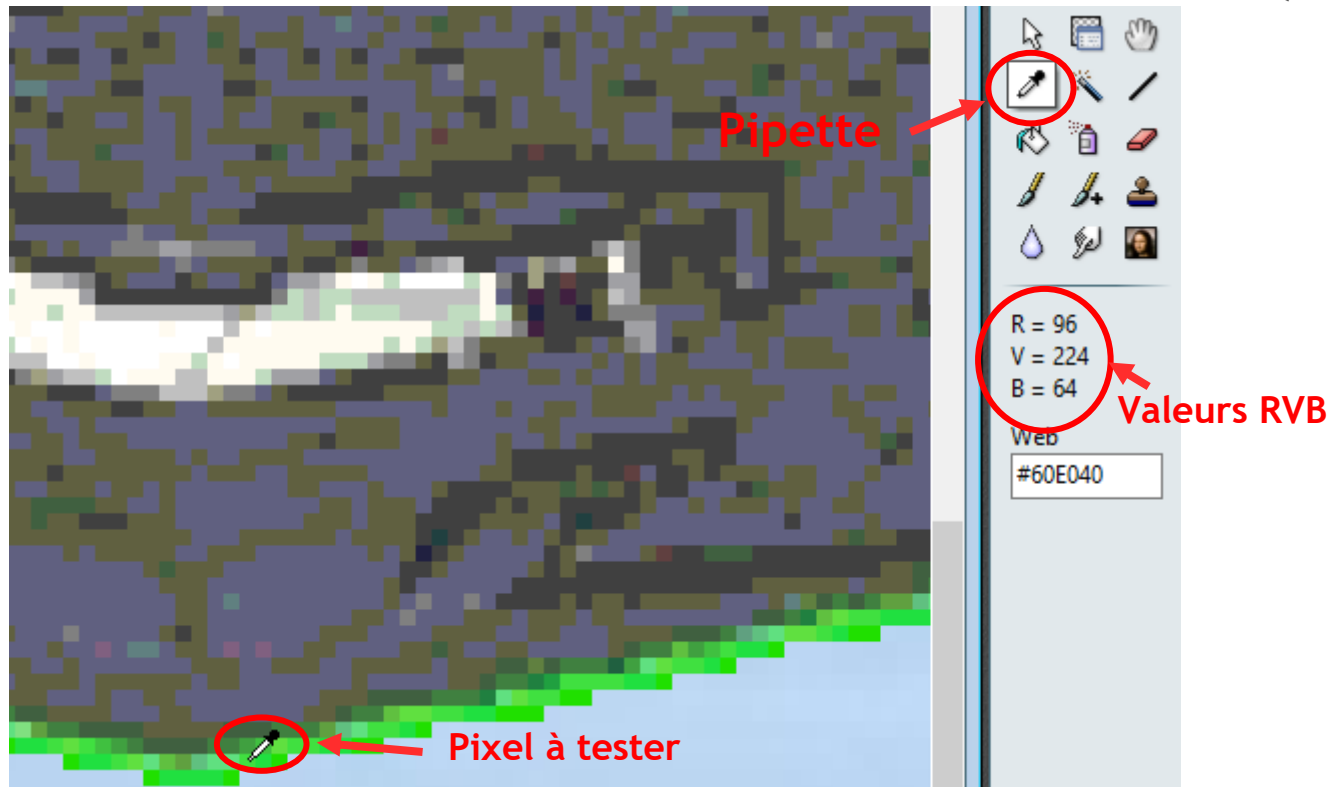 Pipette
R = 96
V = 224
B = 64
Valeurs RVB
Web
#60E040
Pixel à tester